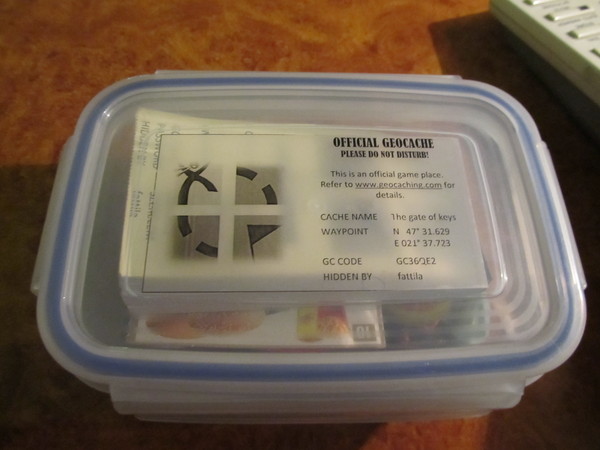 OFFICIAL GEOCACHE
PLEASE DO NOT DISTURB!
This is an official game place.
Refer to www.geocaching.com for
details.
CACHE NAME The gate of keys
WAYPOINT N 47° 31.629
E 021° 37.723
GC CODE GC36QE2
HIDDEN BY fattila
fattila